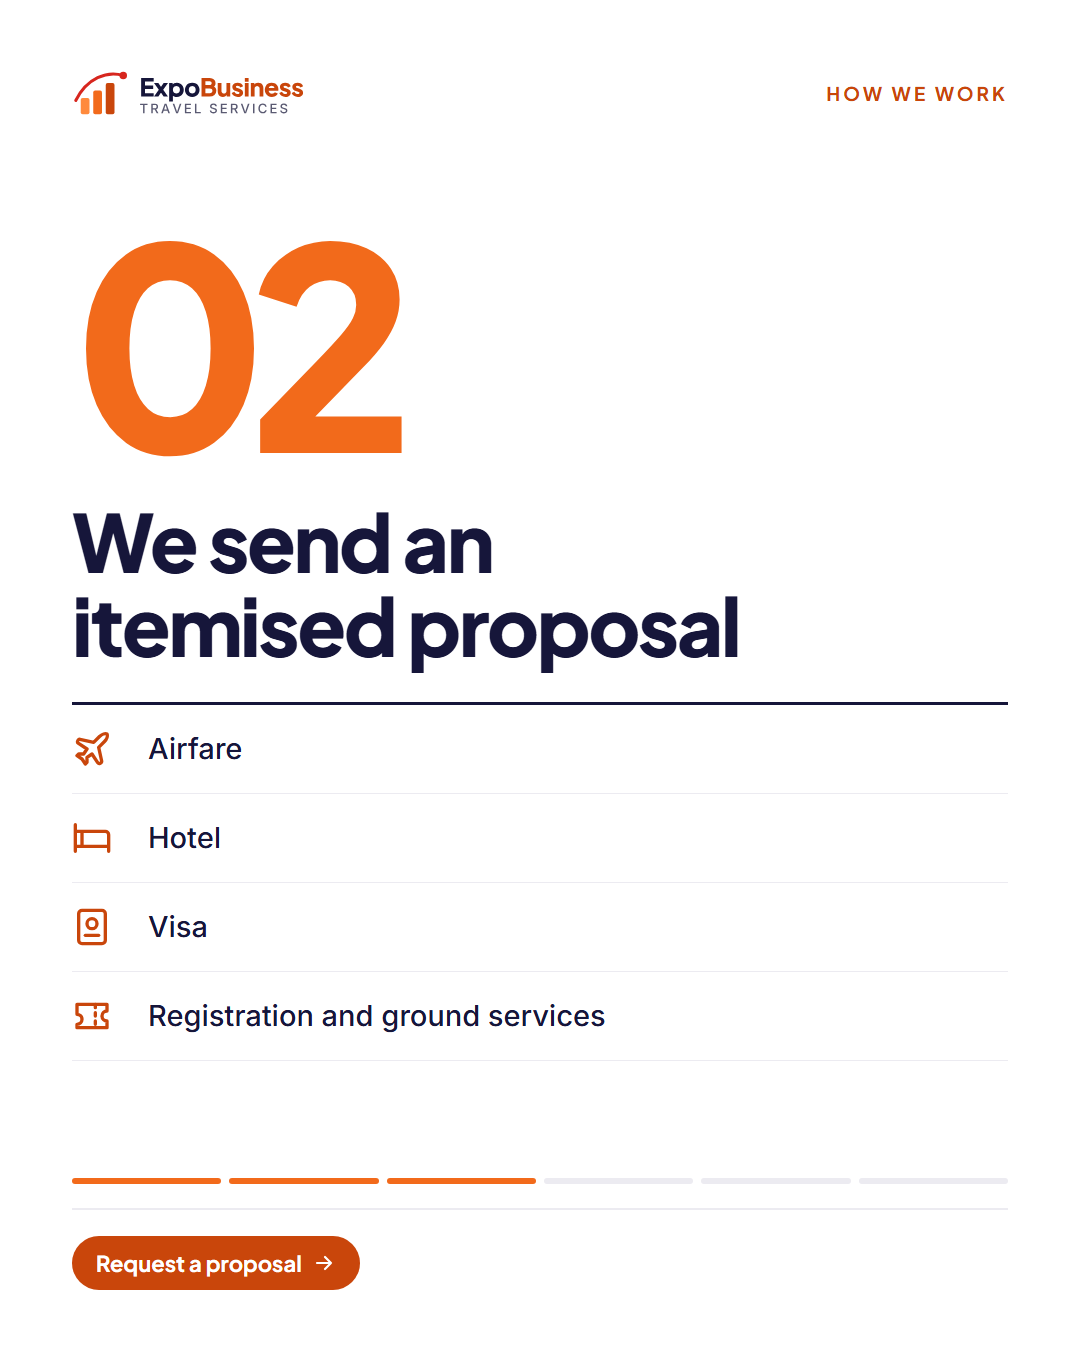 ExpoBusiness
TRAVEL SERVICES
HOW WE WORK
02
We send an
itemised proposal
Airfare
Hotel
Visa
Registration and ground services
Request a proposal →